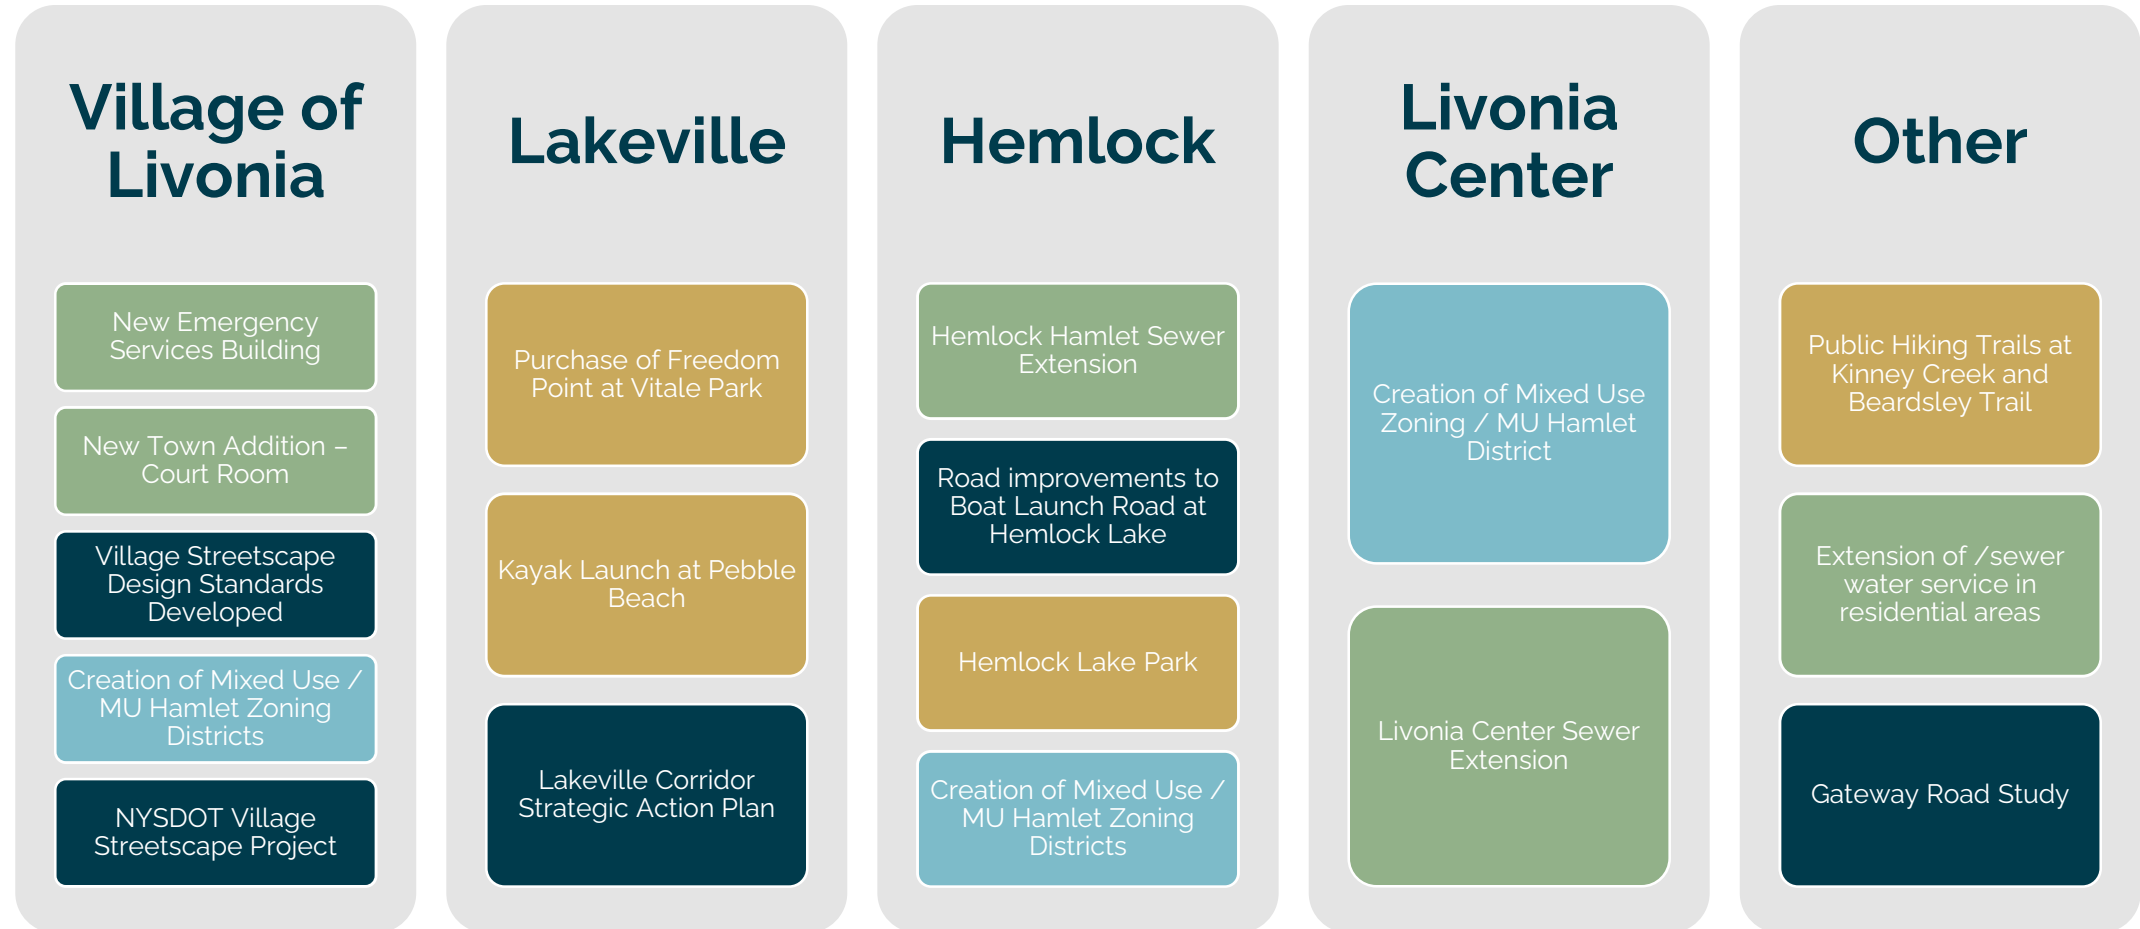 Village of
Livonia
New Emergency
Services Building
New Town Addition –
Court Room
Village Streetscape
Design Standards
Developed
Creation of Mixed Use /
MU Hamlet Zoning
Districts
NYSDOT Village
Streetscape Project
Lakeville
Purchase of Freedom
Point at Vitale Park
Kayak Launch at Pebble
Beach
Lakeville Corridor
Strategic Action Plan
Hemlock
Hemlock Hamlet Sewer
Extension
Road improvements to
Boat Launch Road at
Hemlock Lake
Hemlock Lake Park
Creation of Mixed Use /
MU Hamlet Zoning
Districts
Livonia
Center
Creation of Mixed Use
Zoning / MU Hamlet
District
Livonia Center Sewer
Extension
Other
Public Hiking Trails at
Kinney Creek and
Beardsley Trail
Extension of /sewer
water service in
residential areas
Gateway Road Study